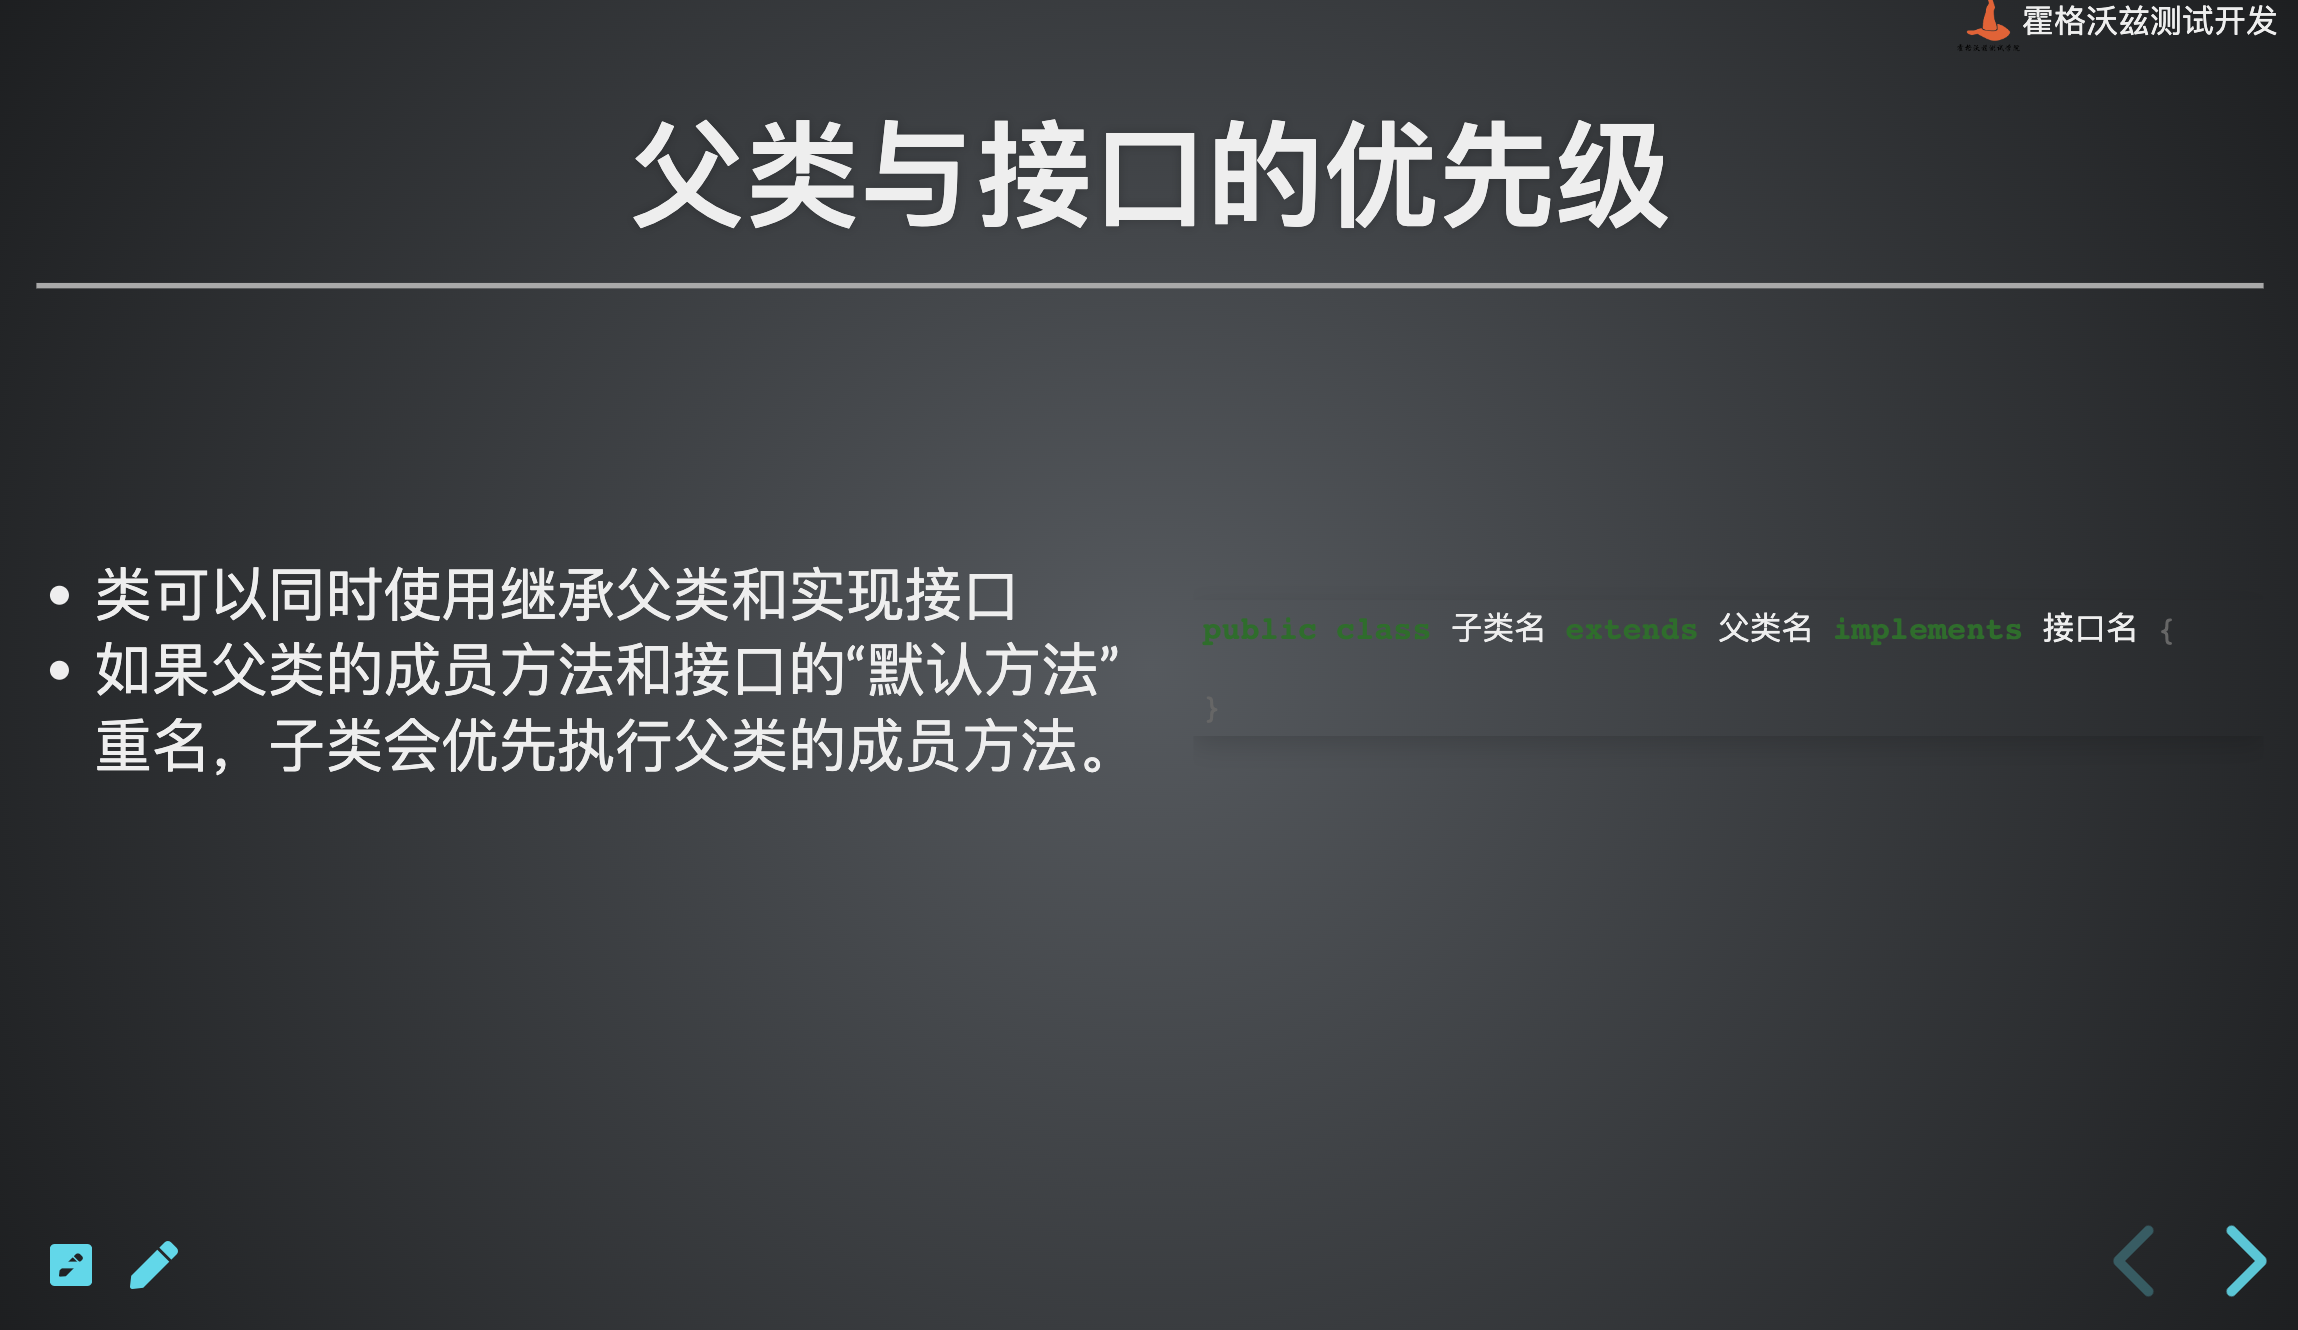 霍格沃兹测试开发
父类与接口的优先级
类可以同时使用继承父类和实现接口
如果父类的成员方法和接口的“默认方法”
重名，子类会优先执行父类的成员方法。
public class 子类名 extends 父类名 implements 接口名 {
}